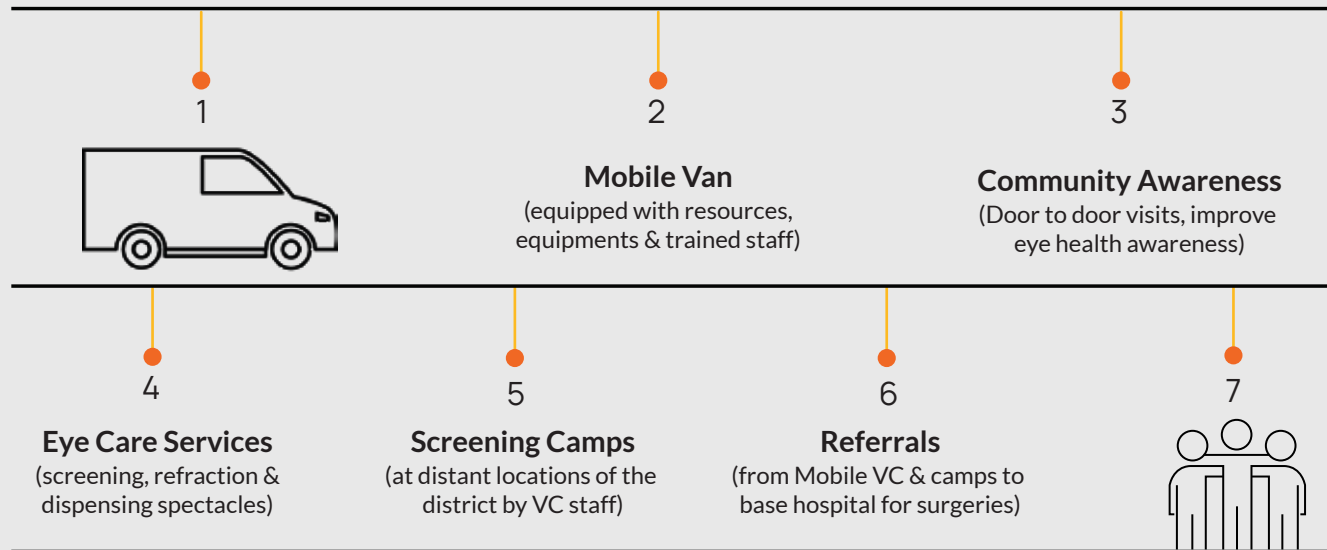 1
2
3
Mobile Van
(equipped with resources,
equipments & trained staff)
Community Awareness
(Door to door visits, improve
eye health awareness)
4
5
6
7
Eye Care Services
(screening, refraction &
dispensing spectacles)
Screening Camps
(at distant locations of the
district by VC staff)
Referrals
(from Mobile VC & camps to
base hospital for surgeries)